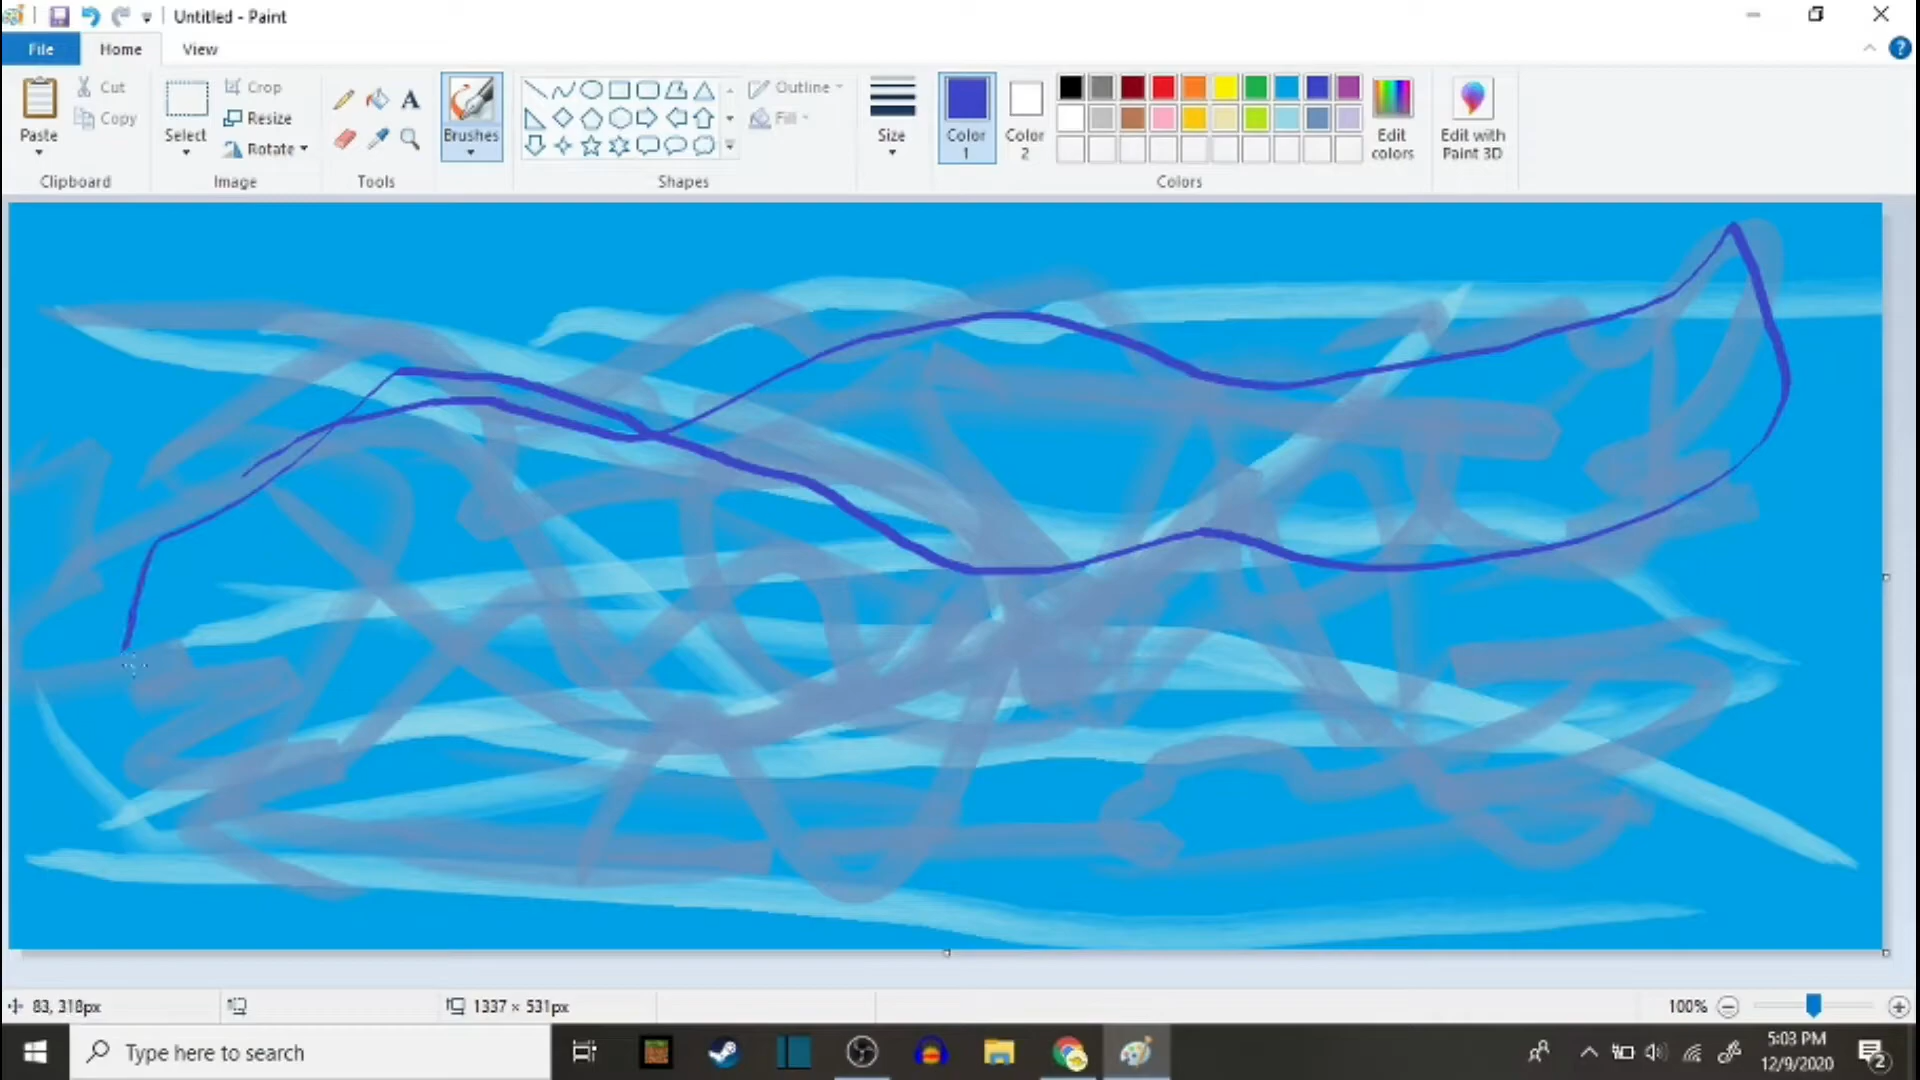 Untitled - Paint
File Home View
Paste
Cut
Copy
Clipboard
Select
Crop
Resize
Rotate
Image
A
Tools
Brushes
Outline
Fill
Shapes
Size
Color 1
Color 2
Edit colors
Colors
Edit with Paint 3D
83, 318px
1337 × 531px
100%
Type here to search
5:03 PM
12/9/2020
2